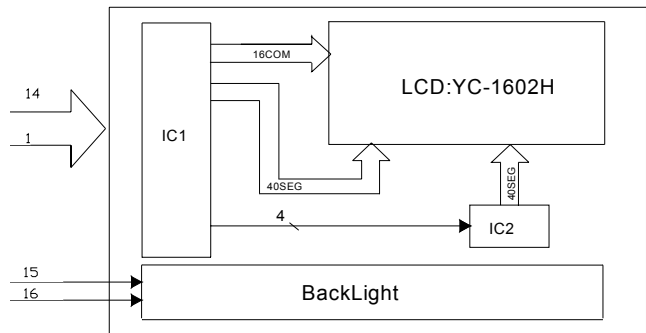 16COM
LCD:YC-1602H
14
1
IC1
40SEG
40SEG
4
IC2
15
16
BackLight